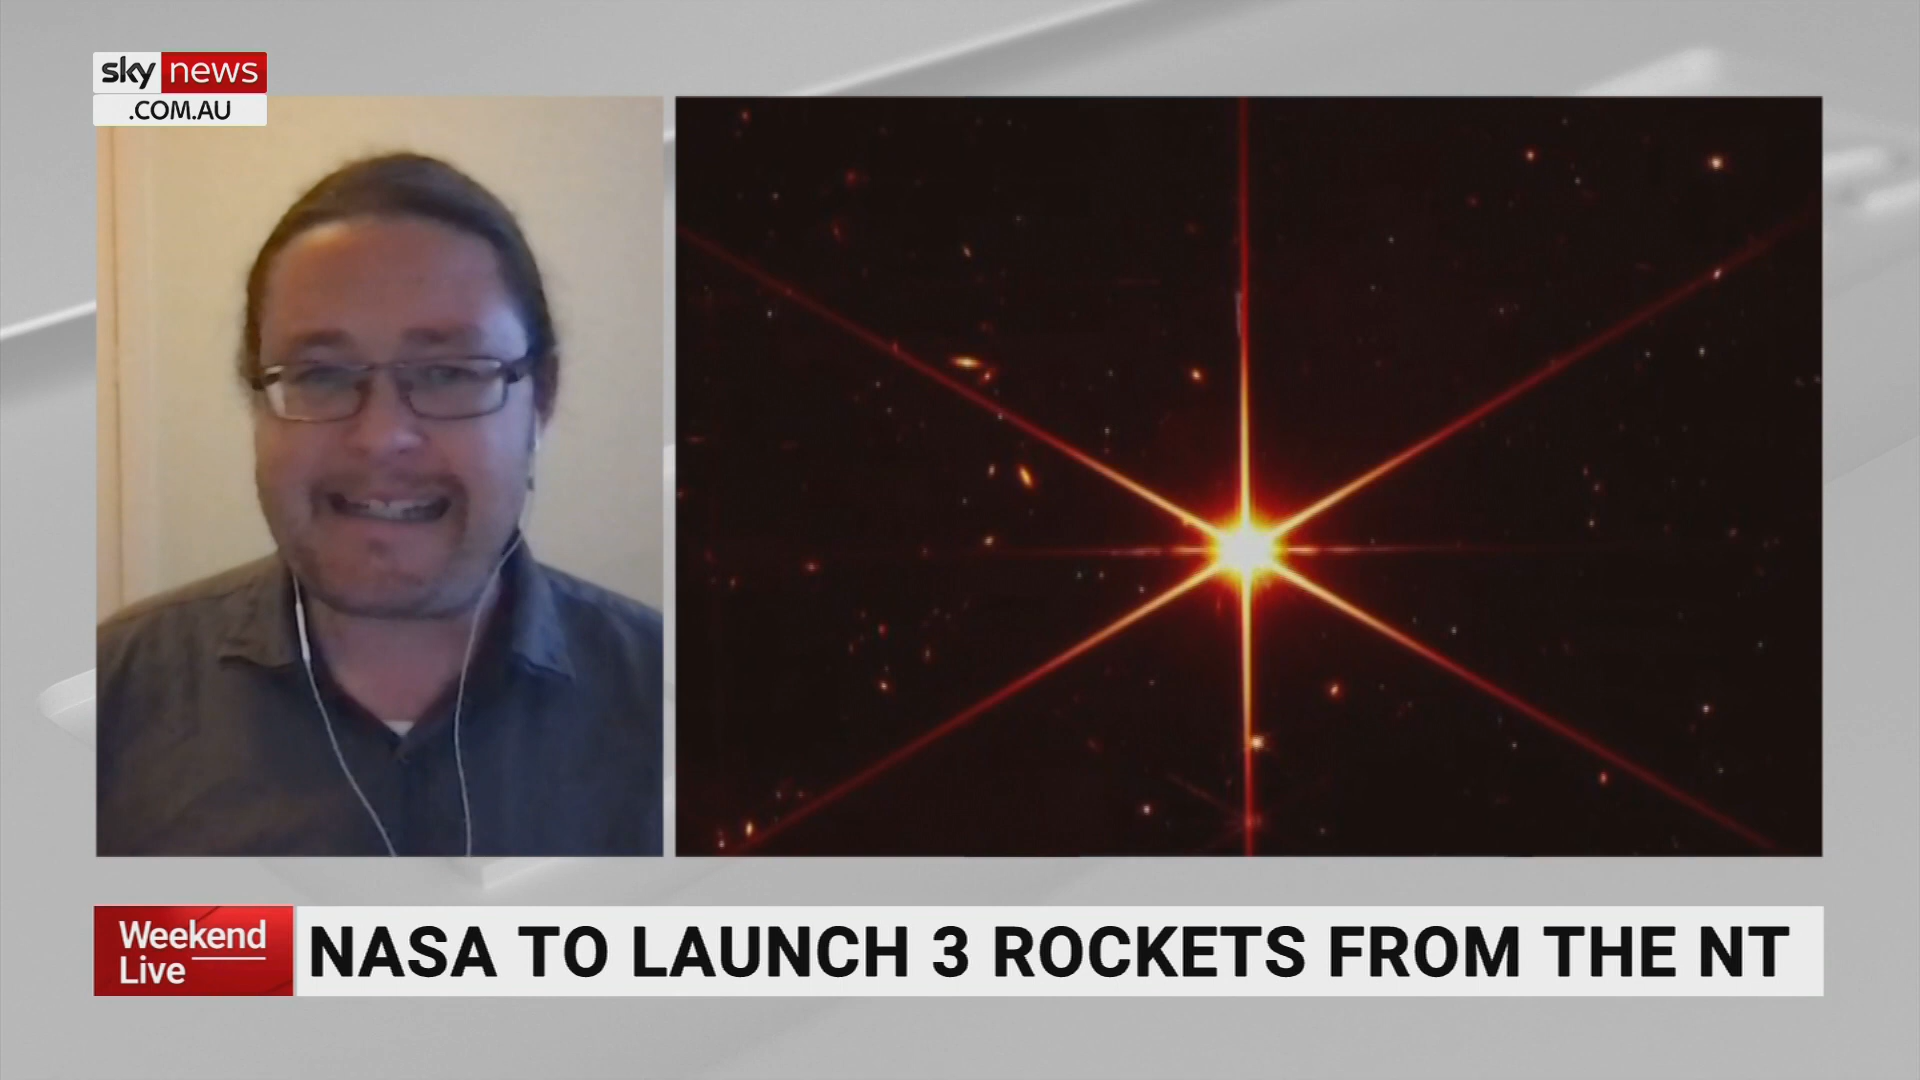 sky news
.COM.AU
Weekend
Live
NASA TO LAUNCH 3 ROCKETS FROM THE NT